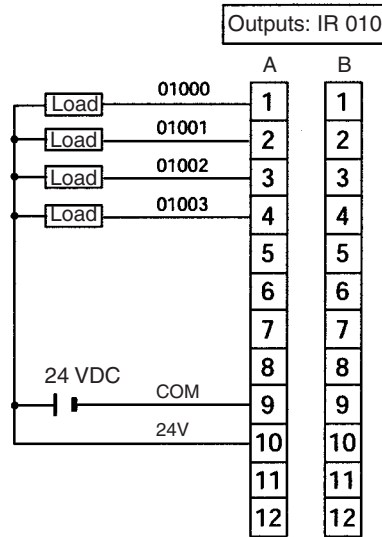 Outputs: IR 010
A B
Load 01000 1 1
Load 01001 2 2
Load 01002 3 3
Load 01003 4 4
5 5
6 6
7 7
8 8
24 VDC
COM 9 9
24V 10 10
11 11
12 12